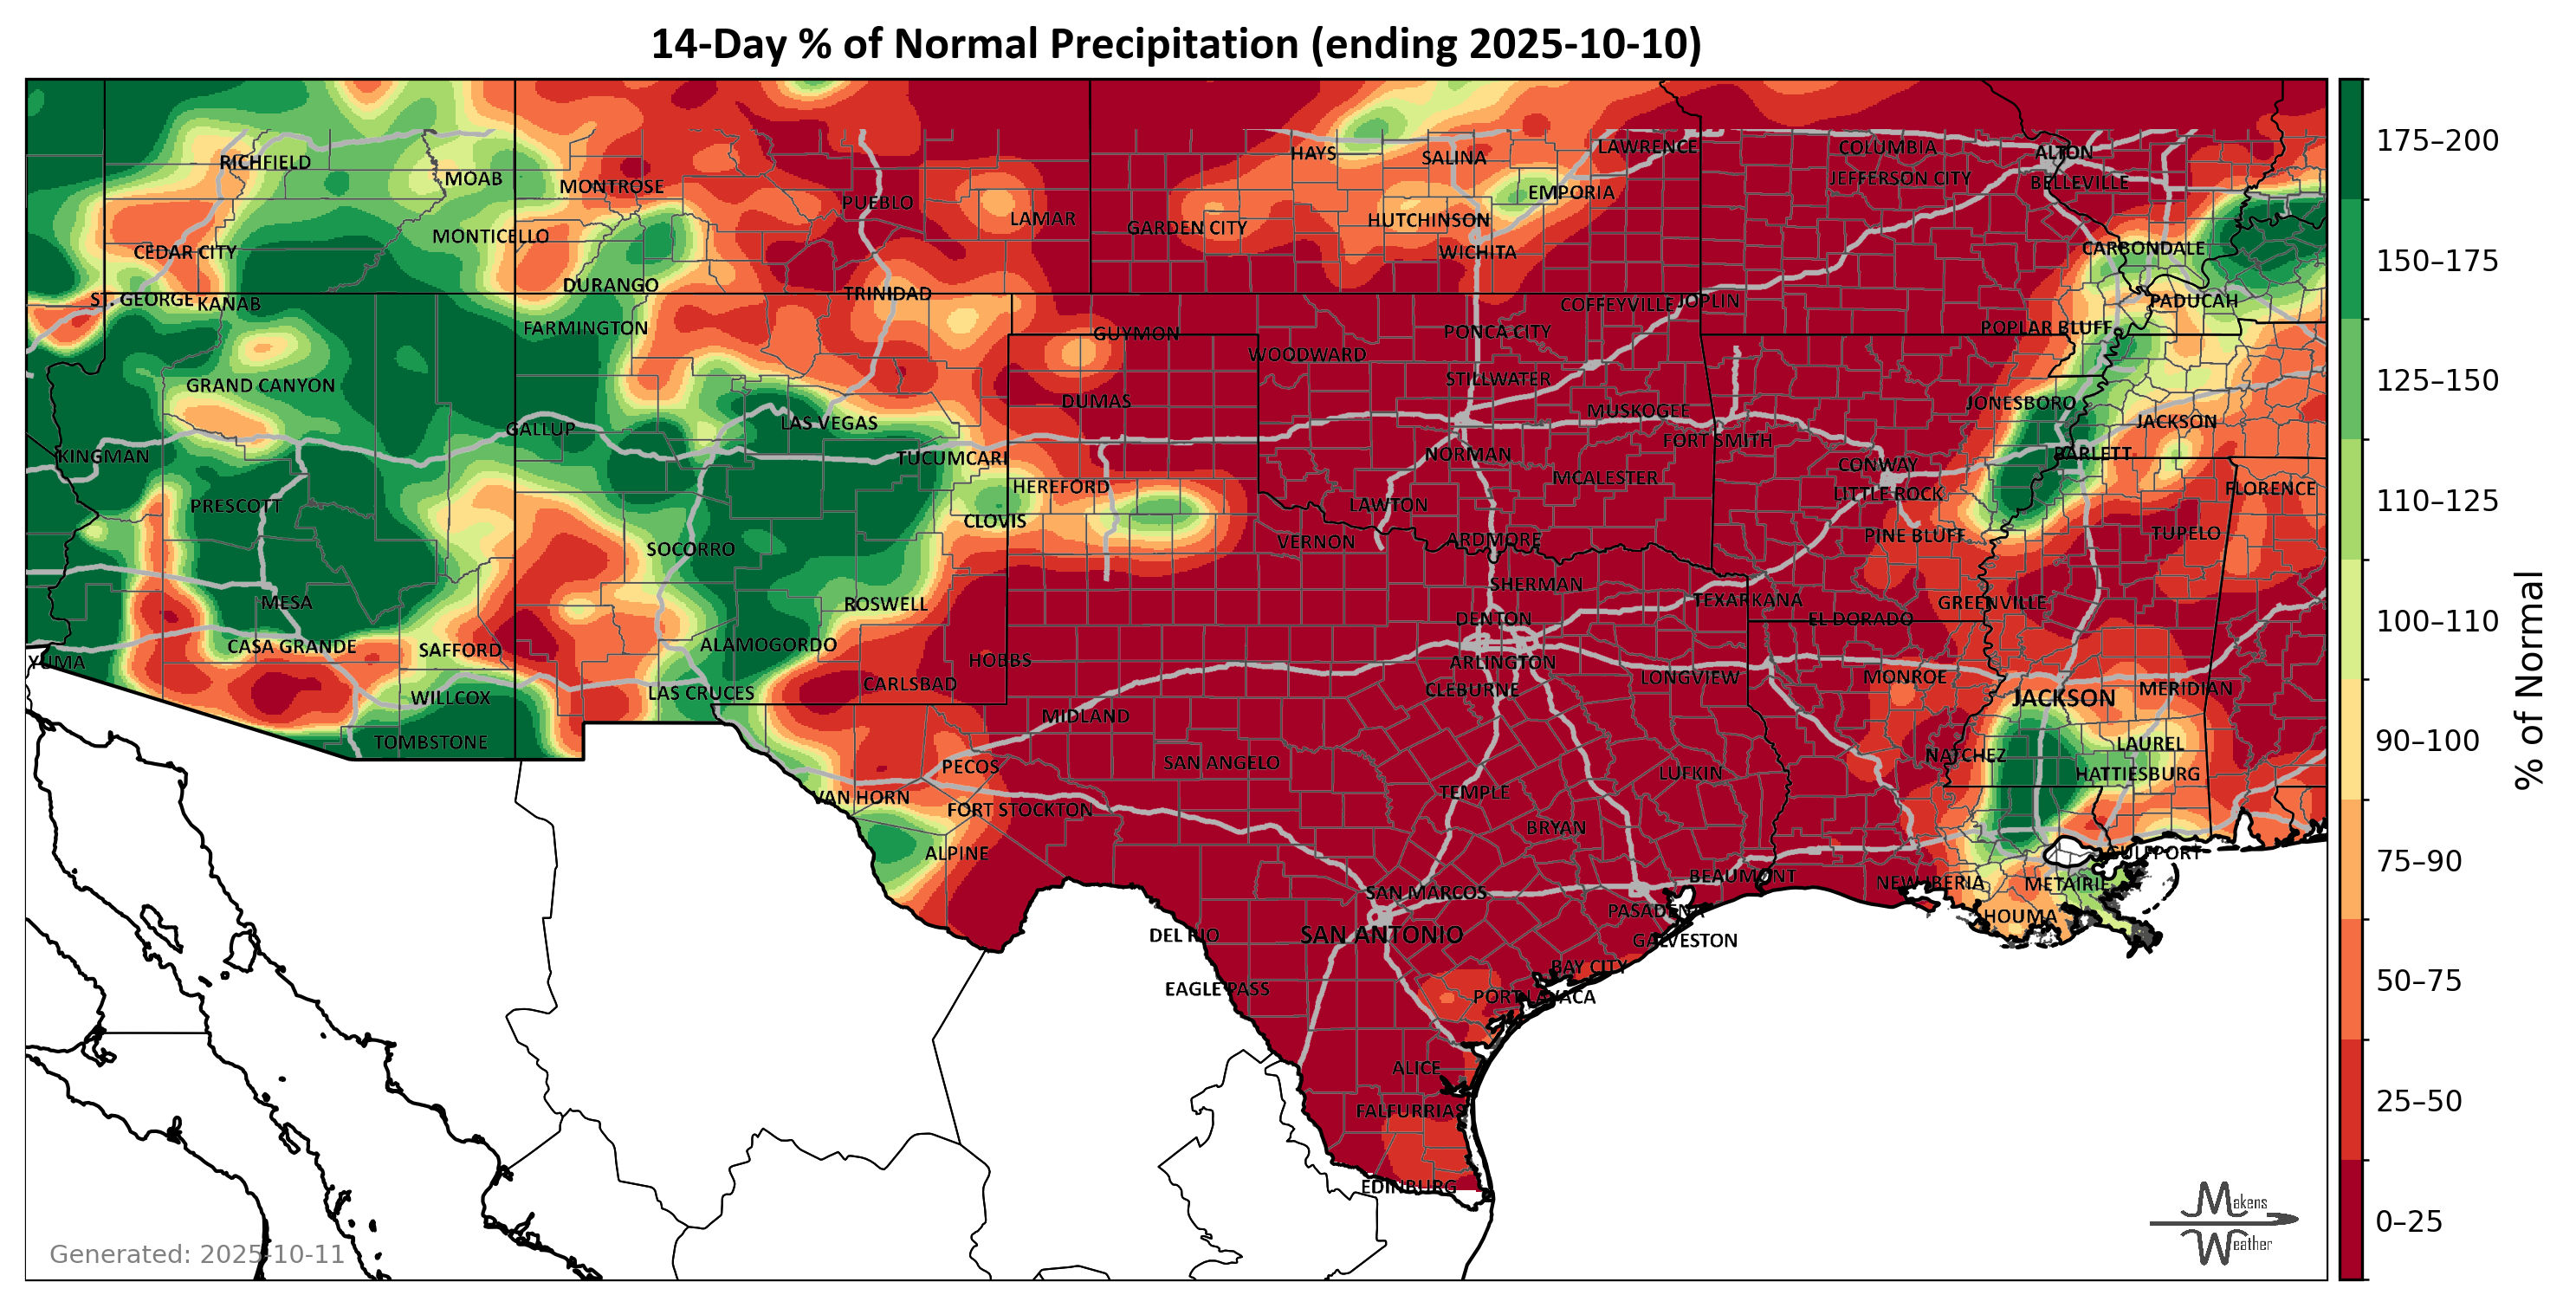 14-Day % of Normal Precipitation (ending 2025-10-10)
HAYS
SALINA
LAWRENCE
COLUMBIA
ALTON
RICHFIELD
MOAB
MONTROSE
PUEBLO
LAMAR
GARDEN CITY
HUTCHINSON
EMPORIA
WICHITA
JEFFERSON CITY
BELLEVILLE
CEDAR CITY
MONTICELLO
DURANGO
TRINIDAD
CARBONDALE
ST. GEORGE
KANAB
FARMINGTON
GUYMON
COFFEYVILLE
JOPLIN
PADUCAH
POPLAR BLUFF
WOODWARD
PONCA CITY
STILLWATER
GRAND CANYON
DUMAS
MUSKOGEE
JONESBORO
JACKSON
KINGMAN
GALLUP
LAS VEGAS
TUCUMCARI
NORMAN
FORT SMITH
CONWAY
BARLETT
PRESCOTT
HEREFORD
LAWTON
MCALESTER
LITTLE ROCK
FLORENCE
CLOVIS
VERNON
ARDMORE
PINE BLUFF
TUPELO
SOCORRO
SHERMAN
MESA
ROSWELL
DENTON
TEXARKANA
EL DORADO
GREENVILLE
YUMA
CASA GRANDE
SAFFORD
ALAMOGORDO
HOBBS
ARLINGTON
WILLCOX
LAS CRUCES
CARLSBAD
CLEBURNE
LONGVIEW
MONROE
JACKSON
MERIDIAN
TOMBSTONE
MIDLAND
PECOS
SAN ANGELO
LUFKIN
NATCHEZ
LAUREL
HATTIESBURG
VAN HORN
FORT STOCKTON
TEMPLE
BRYAN
ALPINE
SAN MARCOS
BEAUMONT
NEW IBERIA
METAIRIE
GULFPORT
DEL RIO
SAN ANTONIO
PASADENA
GALVESTON
HOUMA
EAGLE PASS
BAY CITY
PORT LAVACA
ALICE
FALFURRIAS
EDINBURG
175–200
150–175
125–150
110–125
100–110
90–100
75–90
50–75
25–50
0–25
% of Normal
Generated: 2025-10-11
Makens
Weather